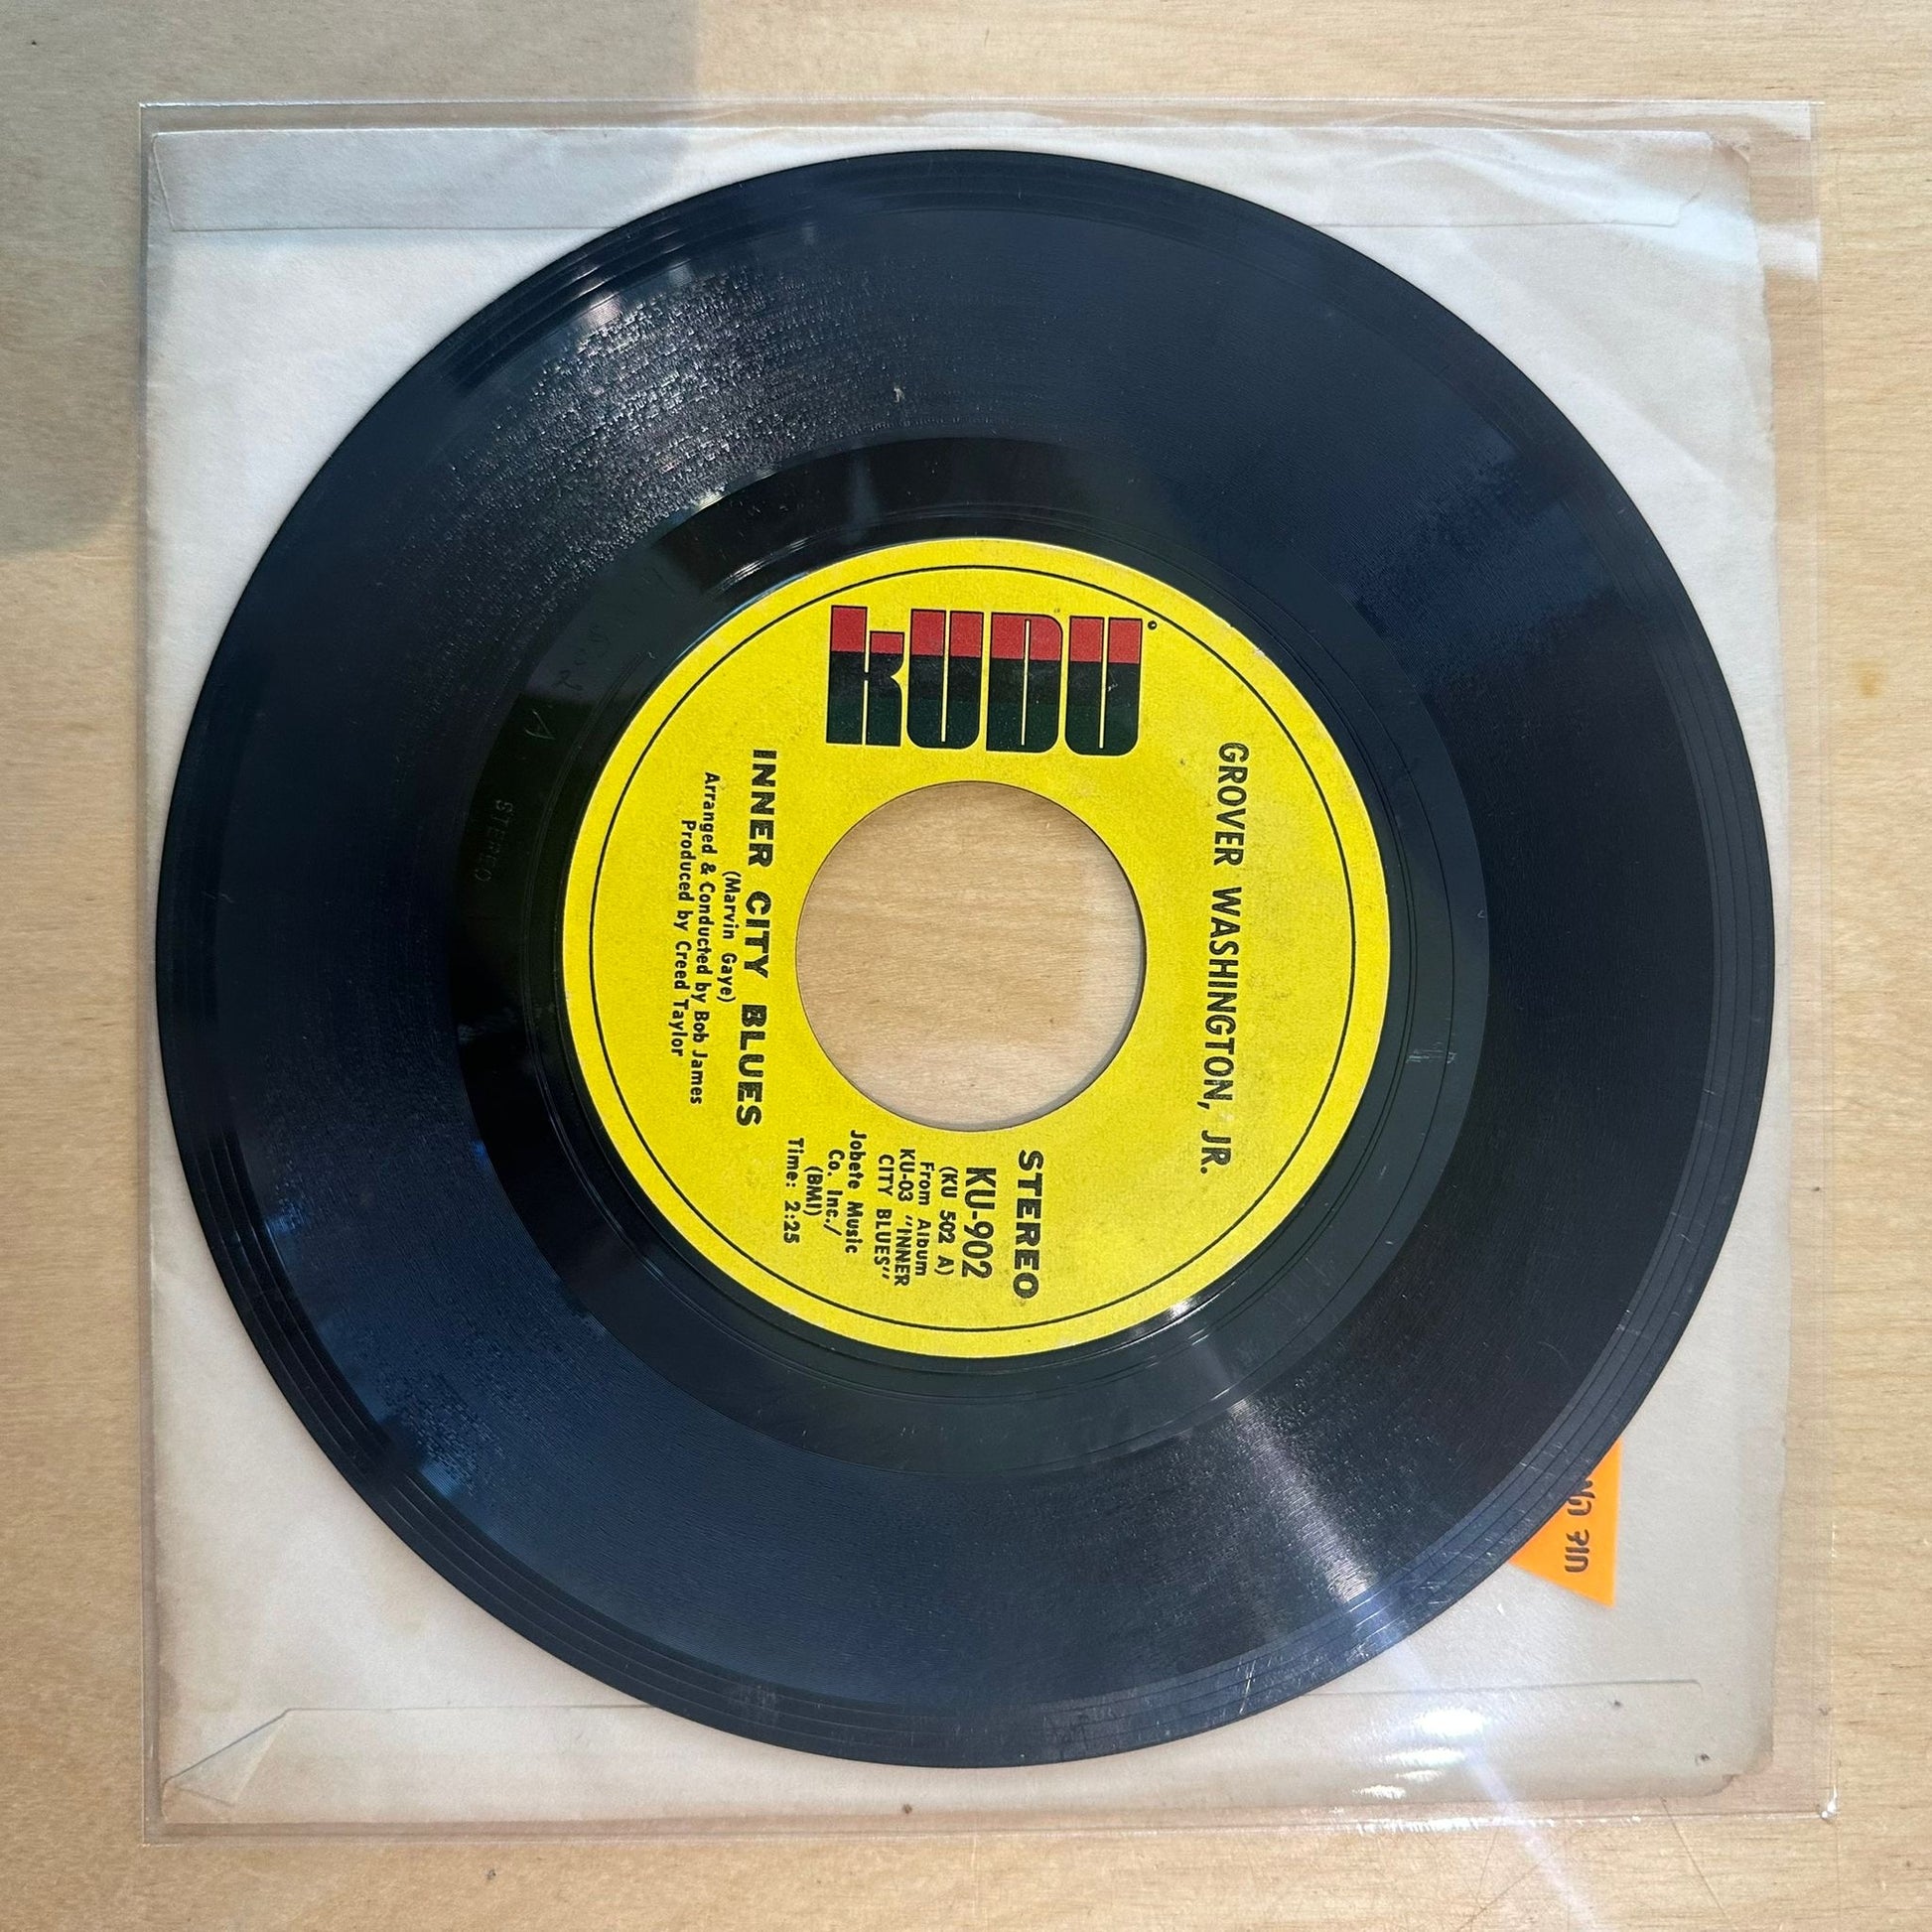 KUDU
GROVER WASHINGTON, JR.
STEREO
KU-902
(KU 502 A)
From Album
KU-03 "INNER
CITY BLUES"
Jobete Music
Co. Inc./
(BMI)
Time: 2:25
INNER CITY BLUES
(Marvin Gaye)
Arranged & Conducted by Bob James
Produced by Creed Taylor
STEREO